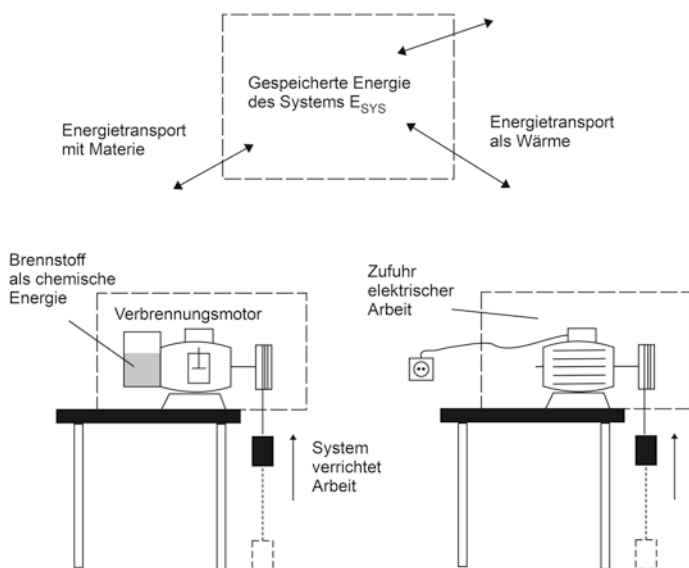 Gespeicherte Energie
des Systems E_SYS
Energietransport
mit Materie
Energietransport
als Wärme
Brennstoff
als chemische
Energie
Verbrennungsmotor
Zufuhr
elektrischer
Arbeit
System
verrichtet
Arbeit